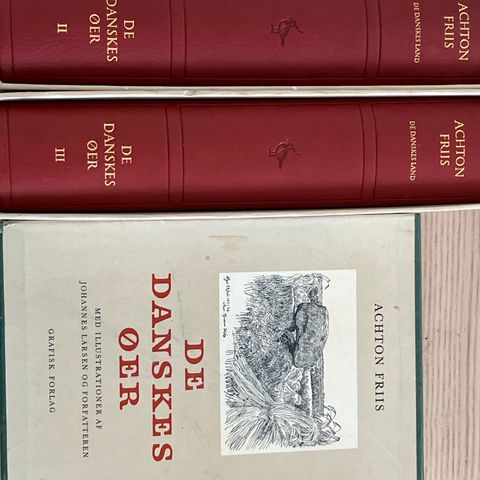 ACHTON
FRIIS
DE DANSKES LAND
DE
DANSKES
ØER
II
ACHTON
FRIIS
DE DANSKES LAND
DE
DANSKES
ØER
III
ACHTON FRIIS
DE
DANSKES
ØER
MED ILLUSTRATIONER AF
JOHANNES LARSEN OG FORFATTEREN
GRAFISK FORLAG